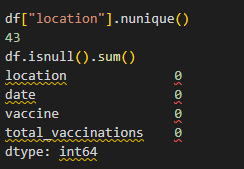 df["location"].nunique()
43
df.isnull().sum()
location 0
date 0
vaccine 0
total_vaccinations 0
dtype: int64